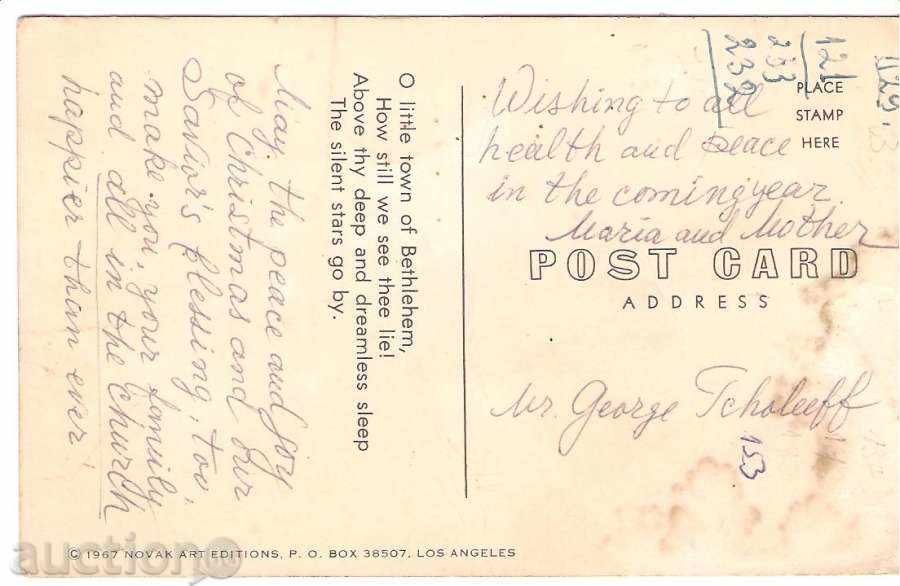 O little town of Bethlehem,
How still we see thee lie!
Above thy deep and dreamless sleep
The silent stars go by.
May the peace and joy
of Christmas and our
Savior's blessing, too,
make you, your family
and all in the Church
happier than ever
© 1967 NOVAK ART EDITIONS, P. O. BOX 38507, LOS ANGELES
121
233
232
129.
PLACE
STAMP
HERE
Wishing to all
health and peace
in the coming year.
Maria and Mother
POST CARD
ADDRESS
Mr. George Tcholeeff
153
auction